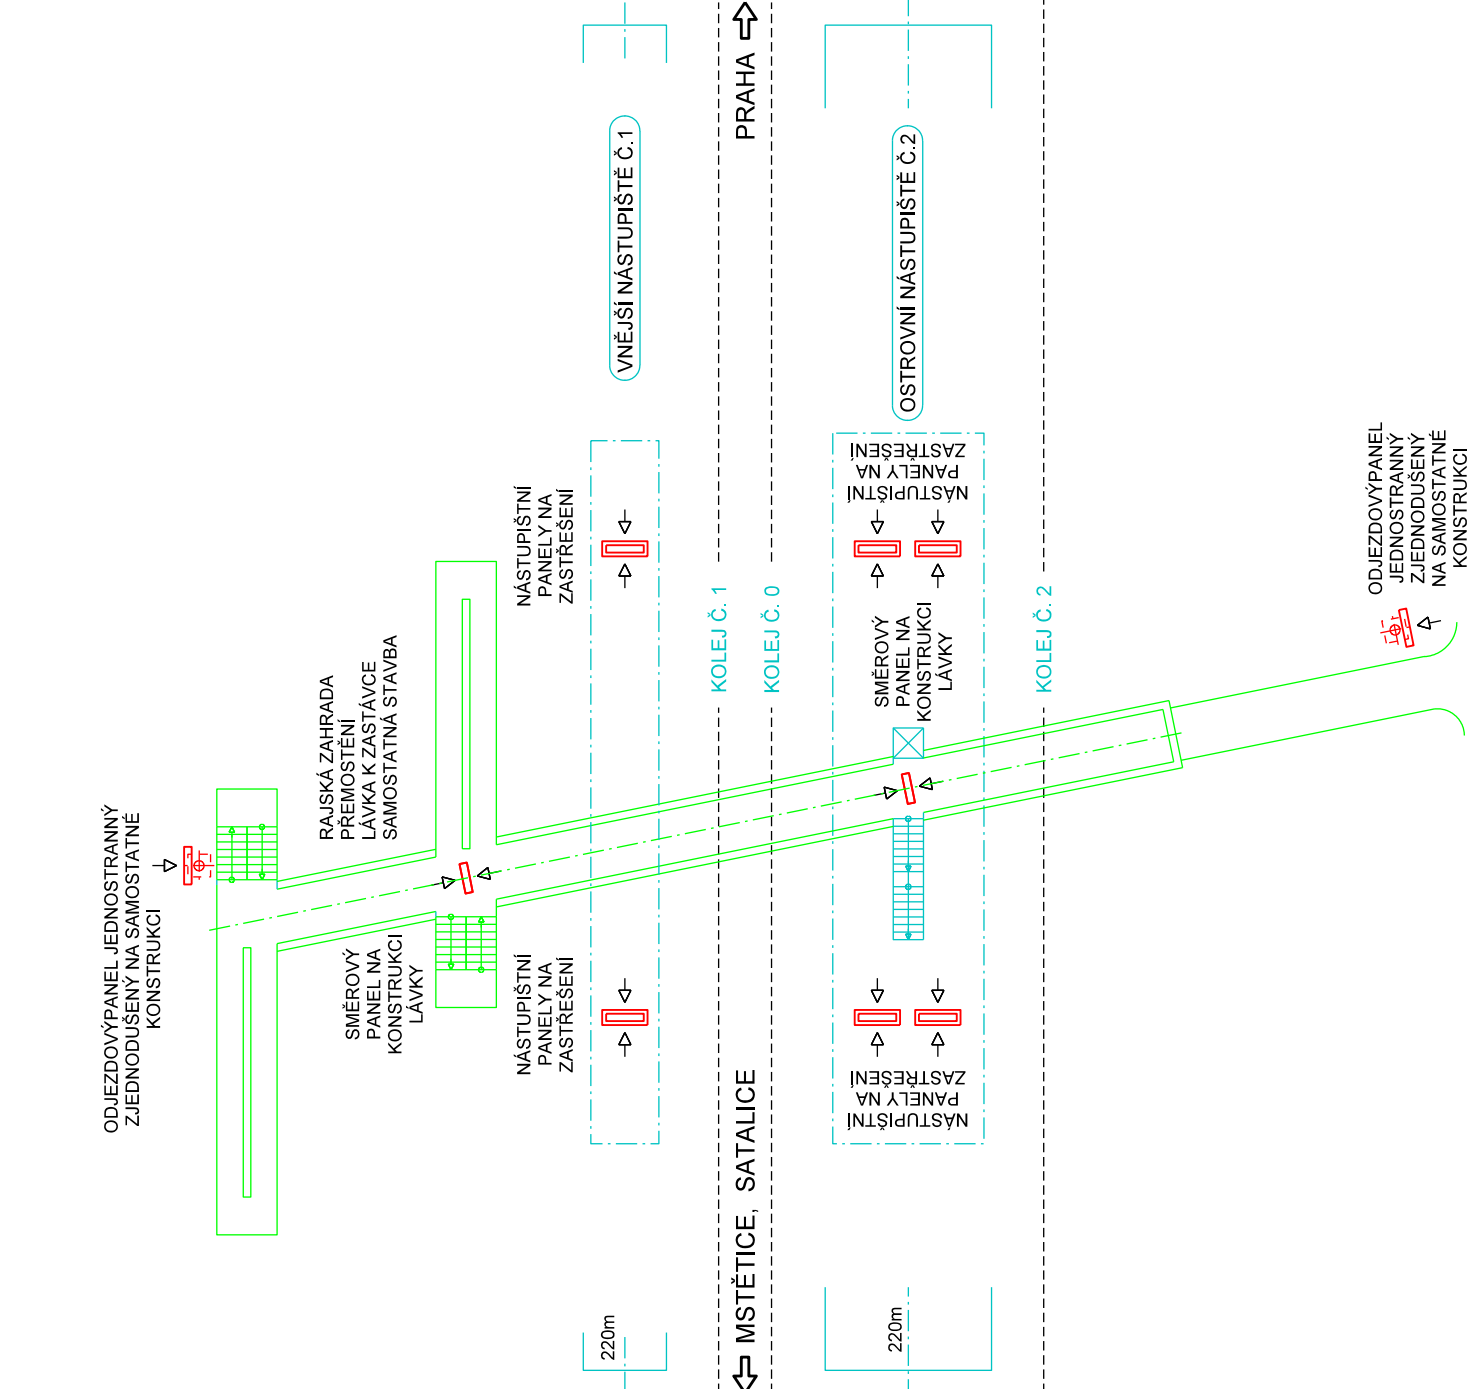 PRAHA
VNĚJŠÍ NÁSTUPIŠTĚ Č.1
OSTROVNÍ NÁSTUPIŠTĚ Č.2
ODJEZDOVÝPANEL JEDNOSTRANNÝ
ZJEDNODUŠENÝ NA SAMOSTATNÉ
KONSTRUKCI
RAJSKÁ ZAHRADA
PŘEMOSTĚNÍ
LÁVKA K ZASTÁVCE
SAMOSTATNÁ STAVBA
SMĚROVÝ
PANEL NA
KONSTRUKCI
LÁVKY
NÁSTUPIŠTNÍ
PANELY NA
ZASTŘEŠENÍ
NÁSTUPIŠTNÍ
PANELY NA
ZASTŘEŠENÍ
KOLEJ Č. 1
KOLEJ Č. 0
NÁSTUPIŠTNÍ
PANELY NA
ZASTŘEŠENÍ
SMĚROVÝ
PANEL NA
KONSTRUKCI
LÁVKY
NÁSTUPIŠTNÍ
PANELY NA
ZASTŘEŠENÍ
KOLEJ Č. 2
ODJEZDOVÝPANEL
JEDNOSTRANNÝ
ZJEDNODUŠENÝ
NA SAMOSTATNÉ
KONSTRUKCI
220m
MSTĚTICE, SATALICE
220m